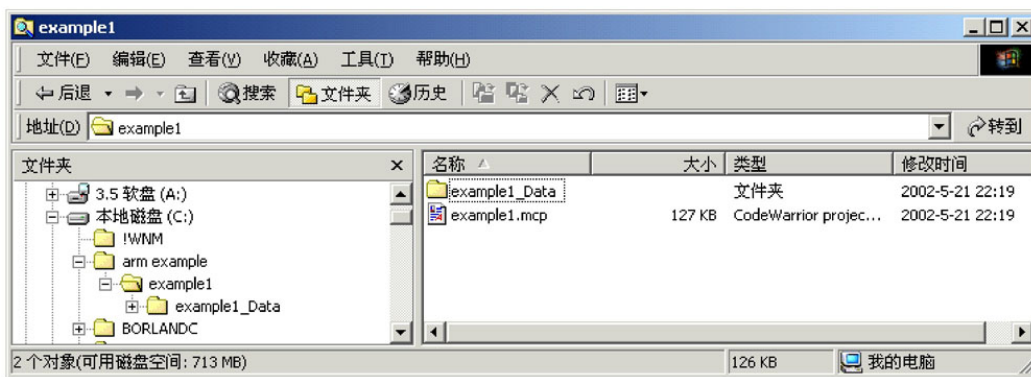 example1
文件(F) 编辑(E) 查看(V) 收藏(A) 工具(T) 帮助(H)
后退 搜索 文件夹 历史
地址(D) example1 转到
文件夹 名称 大小 类型 修改时间
3.5 软盘 (A:) example1_Data 文件夹 2002-5-21 22:19
本地磁盘 (C:) example1.mcp 127 KB CodeWarrior projec... 2002-5-21 22:19
!WNM
arm example
example1
example1_Data
BORLANDC
2 个对象(可用磁盘空间: 713 MB) 126 KB 我的电脑